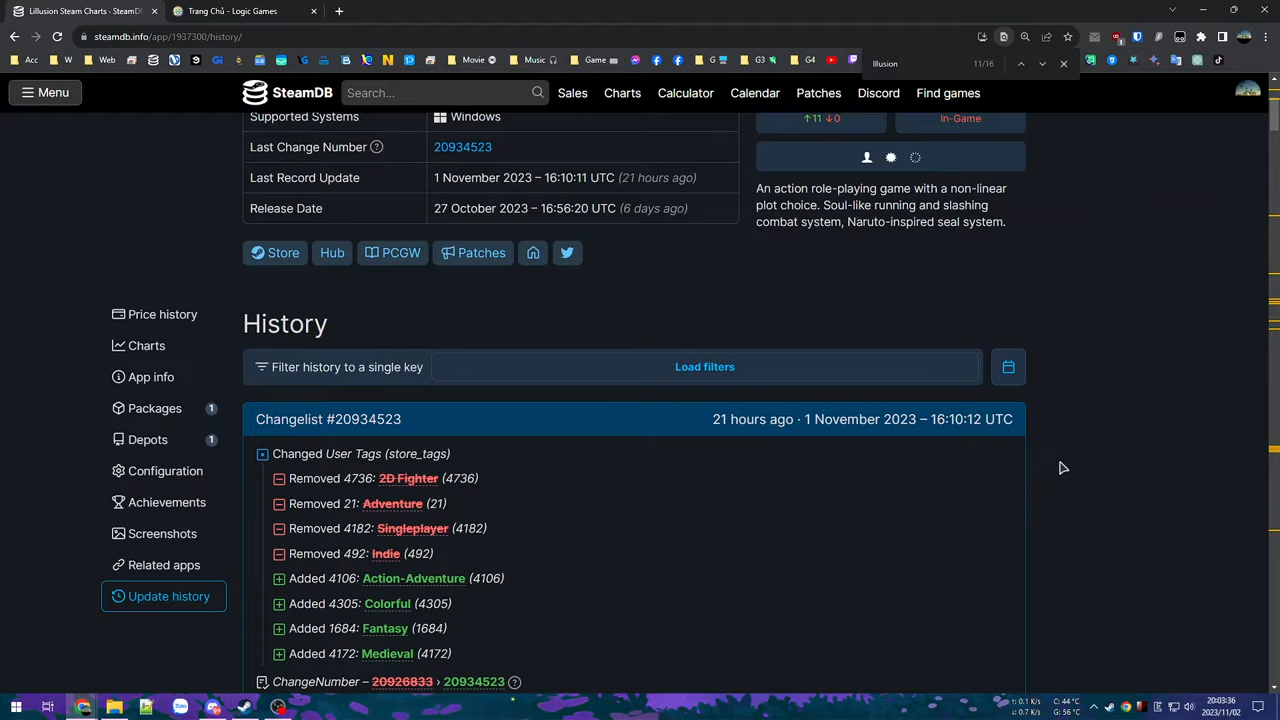 Lillusion Steam Charts · SteamDB
Trang Chủ - Logic Games
steamdb.info/app/1937300/history/
Acc
W
Web
Movie
Music
Game
G
G3
G4
Illusion
11/16
Menu
SteamDB
Search...
Sales
Charts
Calculator
Calendar
Patches
Discord
Find games
Supported Systems
Windows
↑11 ↓0
In-Game
Last Change Number
20934523
Last Record Update
1 November 2023 – 16:10:11 UTC (21 hours ago)
Release Date
27 October 2023 – 16:56:20 UTC (6 days ago)
An action role-playing game with a non-linear
plot choice. Soul-like running and slashing
combat system, Naruto-inspired seal system.
Store
Hub
PCGW
Patches
Price history
Charts
App info
Packages 1
Depots 1
Configuration
Achievements
Screenshots
Related apps
Update history
History
Filter history to a single key
Load filters
Changelist #20934523
21 hours ago · 1 November 2023 – 16:10:12 UTC
Changed User Tags (store_tags)
Removed 4736: 2D Fighter (4736)
Removed 21: Adventure (21)
Removed 4182: Singleplayer (4182)
Removed 492: Indie (492)
Added 4106: Action-Adventure (4106)
Added 4305: Colorful (4305)
Added 1684: Fantasy (1684)
Added 4172: Medieval (4172)
ChangeNumber – 20926833 › 20934523
↑: 0.1 K/s
↓: 0.7 K/s
C: 44 °C
G: 56 °C
20:03:36
2023/11/02